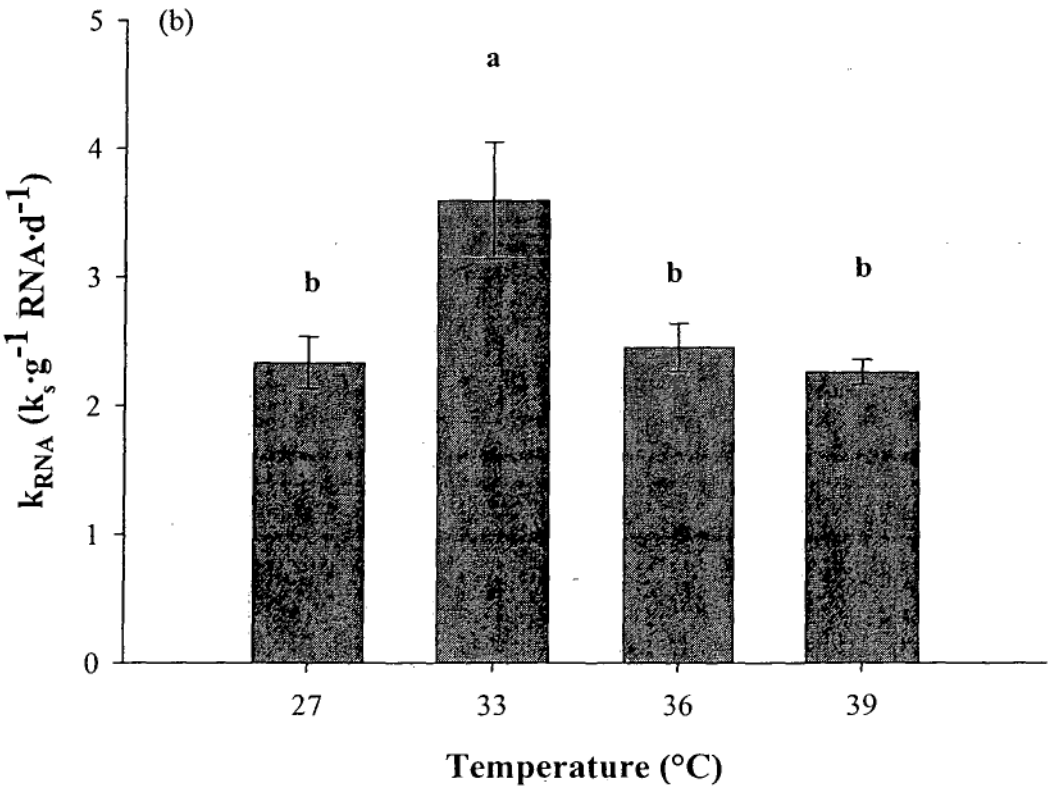 (b)
5
4
3
2
1
0
a
b
b
b
k_RNA (k_s·g^-1 RNA·d^-1)
27 33 36 39
Temperature (°C)